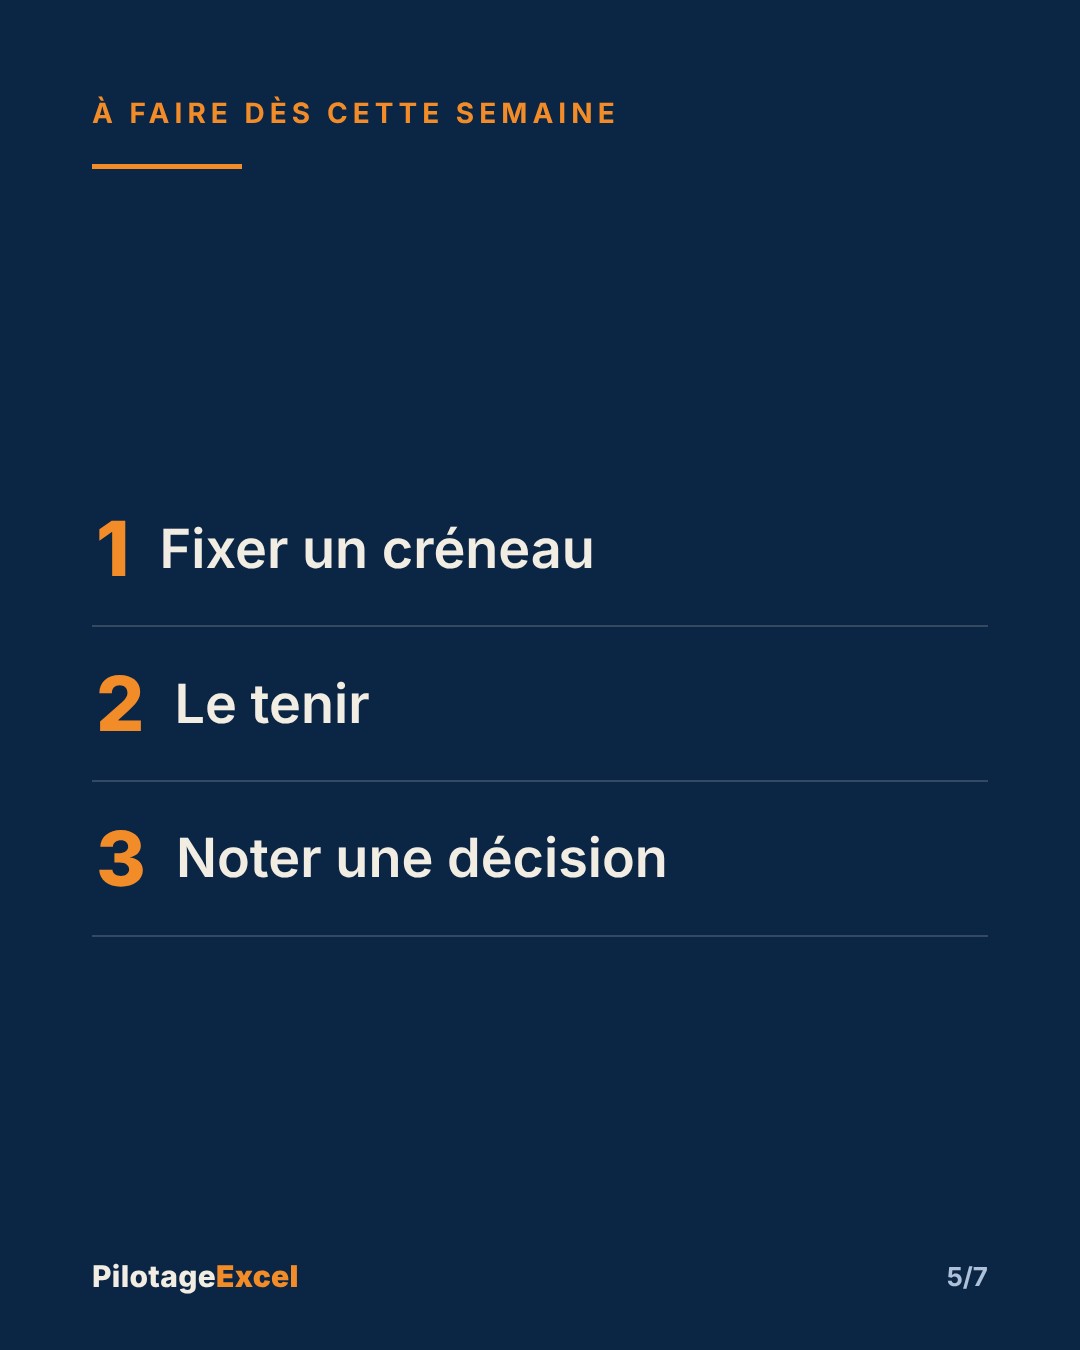 À FAIRE DÈS CETTE SEMAINE
1 Fixer un créneau
2 Le tenir
3 Noter une décision
PilotageExcel
5/7